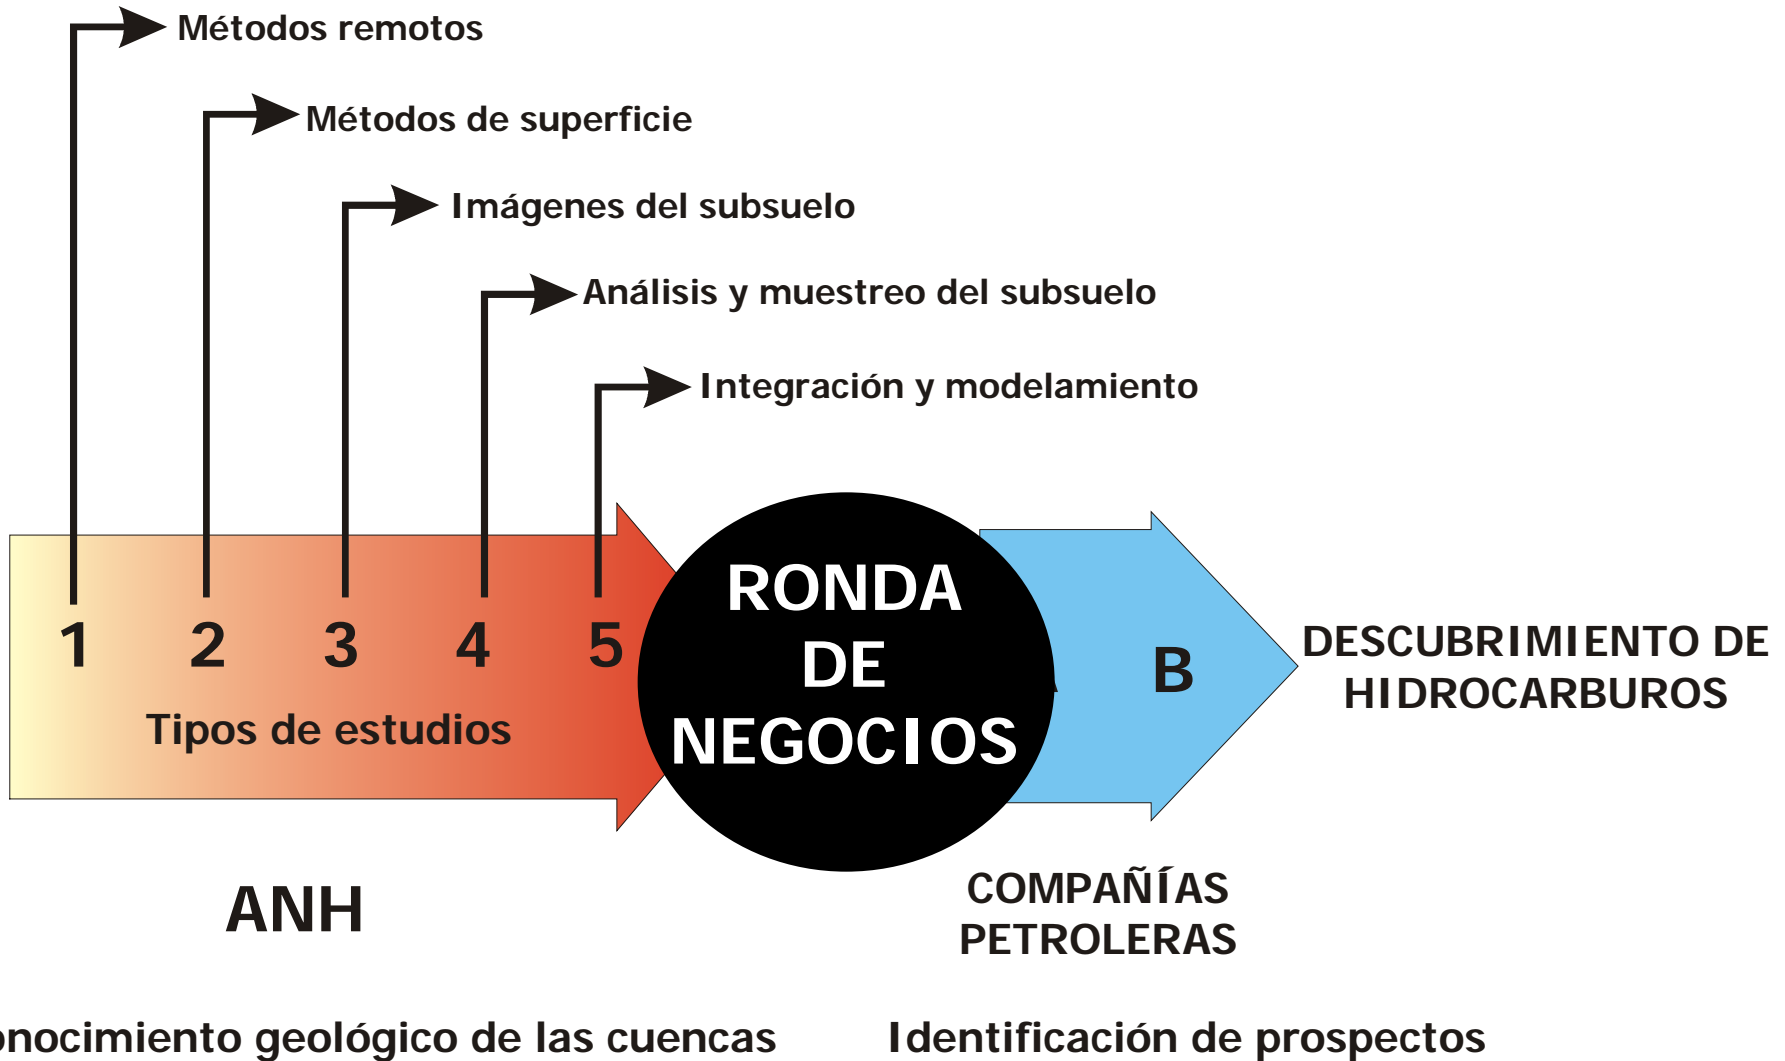 Métodos remotos
Métodos de superficie
Imágenes del subsuelo
Análisis y muestreo del subsuelo
Integración y modelamiento
1 2 3 4 5
Tipos de estudios
RONDA
DE
NEGOCIOS
B
DESCUBRIMIENTO DE
HIDROCARBUROS
ANH
COMPAÑÍAS
PETROLERAS
onocimiento geológico de las cuencas
Identificación de prospectos